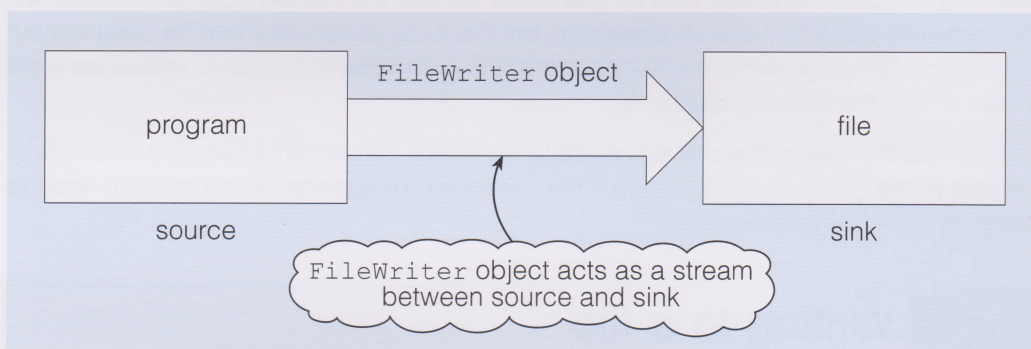 FileWriter object
program
file
source
sink
FileWriter object acts as a stream
between source and sink